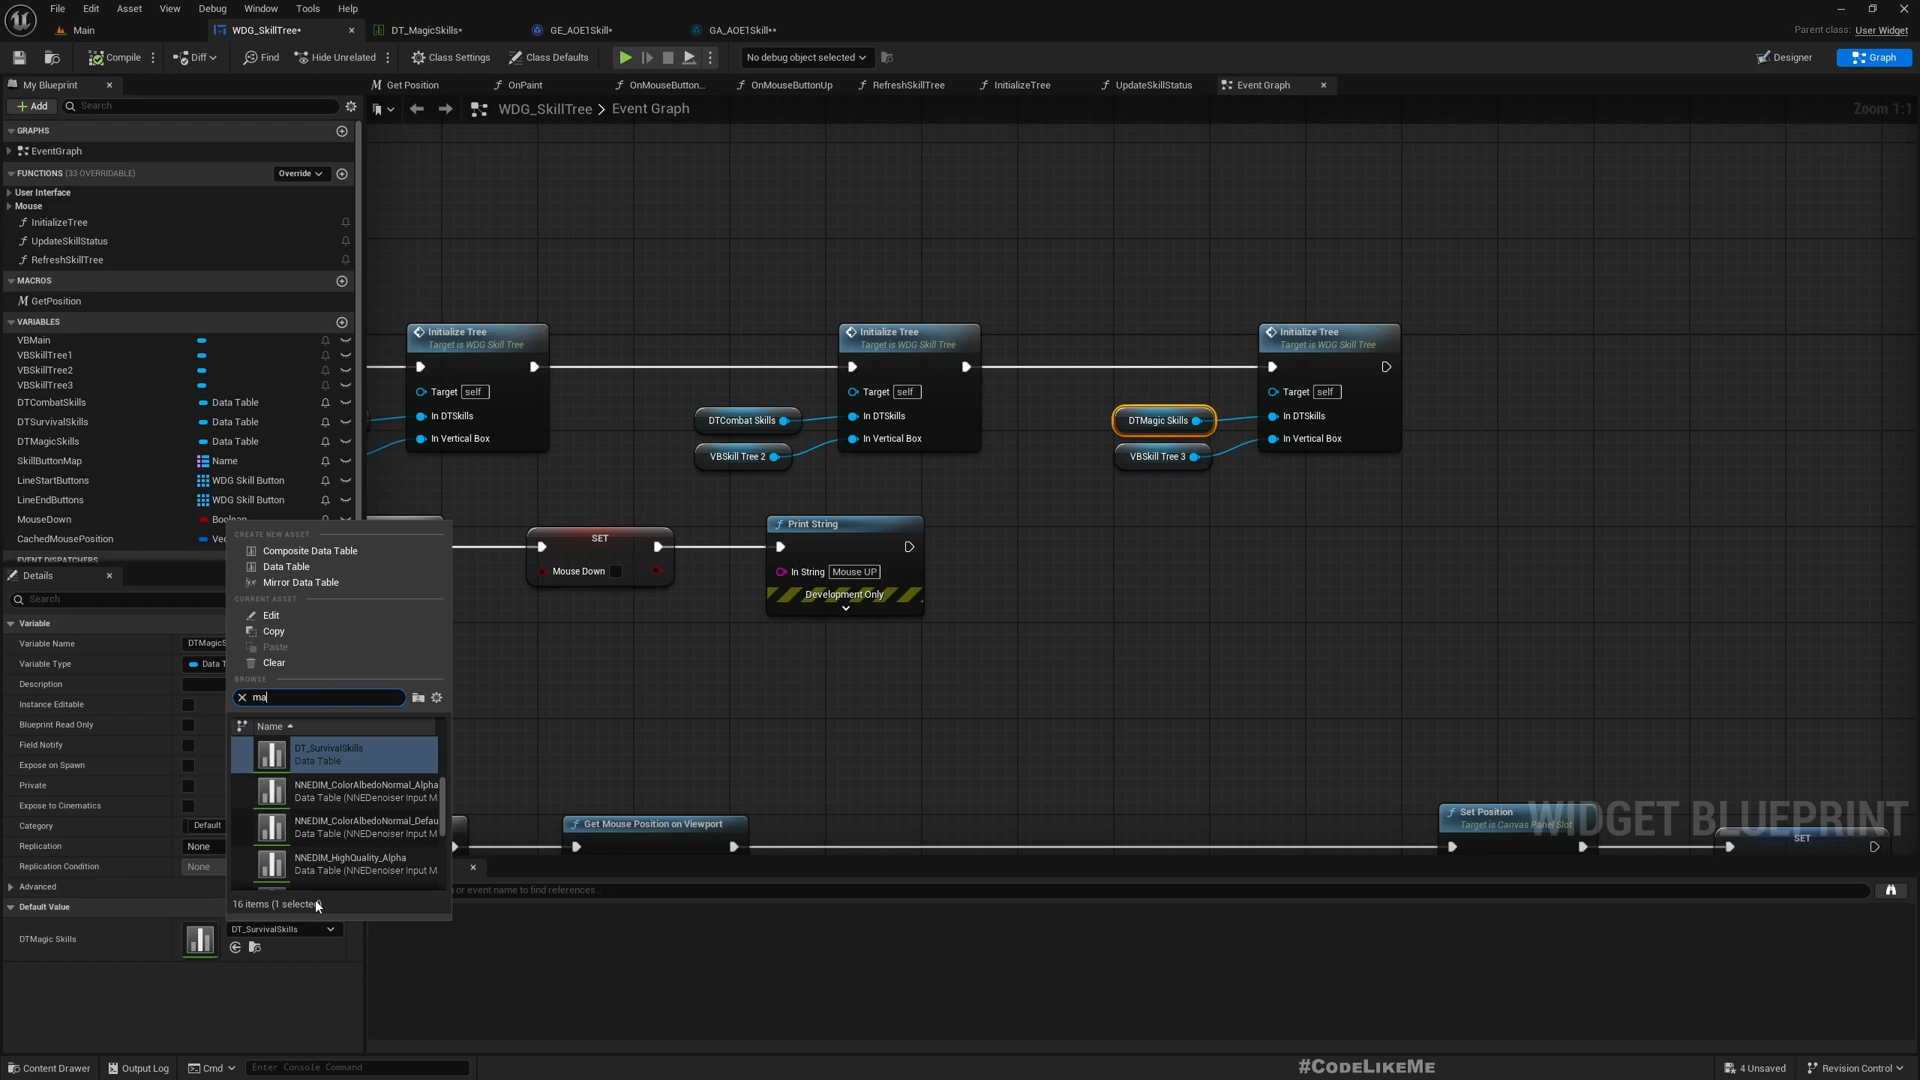 File Edit Asset View Debug Window Tools Help
Main
WDG_SkillTree*
DT_MagicSkills*
GE_AOE1Skill*
GA_AOE1Skill**
Parent class: User Widget
Compile
Diff
Find
Hide Unrelated
Class Settings
Class Defaults
No debug object selected
Designer
Graph
My Blueprint
Get Position
OnPaint
OnMouseButton...
OnMouseButtonUp
RefreshSkillTree
InitializeTree
UpdateSkillStatus
Event Graph
Add
Search
WDG_SkillTree > Event Graph
Zoom 1:1
GRAPHS
EventGraph
FUNCTIONS (33 OVERRIDABLE)
Override
User Interface
Mouse
InitializeTree
UpdateSkillStatus
RefreshSkillTree
MACROS
GetPosition
VARIABLES
VBMain
VBSkillTree1
VBSkillTree2
VBSkillTree3
DTCombatSkills Data Table
DTSurvivalSkills Data Table
DTMagicSkills Data Table
SkillButtonMap Name
LineStartButtons WDG Skill Button
LineEndButtons WDG Skill Button
MouseDown Boolean
CachedMousePosition Vec
EVENT DISPATCHERS
Initialize Tree
Target is WDG Skill Tree
Target self
In DTSkills
In Vertical Box
Initialize Tree
Target is WDG Skill Tree
Target self
DTCombat Skills
In DTSkills
VBSkill Tree 2
In Vertical Box
Initialize Tree
Target is WDG Skill Tree
Target self
DTMagic Skills
In DTSkills
VBSkill Tree 3
In Vertical Box
SET
Mouse Down
Print String
In String Mouse UP
Development Only
Get Mouse Position on Viewport
Set Position
Target is Canvas Panel Slot
SET
WIDGET BLUEPRINT
Details
Search
Variable
Variable Name DTMagicS
Variable Type Data T
Description
Instance Editable
Blueprint Read Only
Field Notify
Expose on Spawn
Private
Expose to Cinematics
Category Default
Replication None
Replication Condition None
Advanced
Default Value
DTMagic Skills
DT_SurvivalSkills
CREATE NEW ASSET
Composite Data Table
Data Table
Mirror Data Table
CURRENT ASSET
Edit
Copy
Paste
Clear
BROWSE
ma
Name
DT_SurvivalSkills
Data Table
NNEDIM_ColorAlbedoNormal_Alpha
Data Table (NNEDenoiser Input M
NNEDIM_ColorAlbedoNormal_Defau
Data Table (NNEDenoiser Input M
NNEDIM_HighQuality_Alpha
Data Table (NNEDenoiser Input M
16 items (1 selected)
or event name to find references...
Content Drawer
Output Log
Cmd
Enter Console Command
#CODELIKEME
4 Unsaved
Revision Control